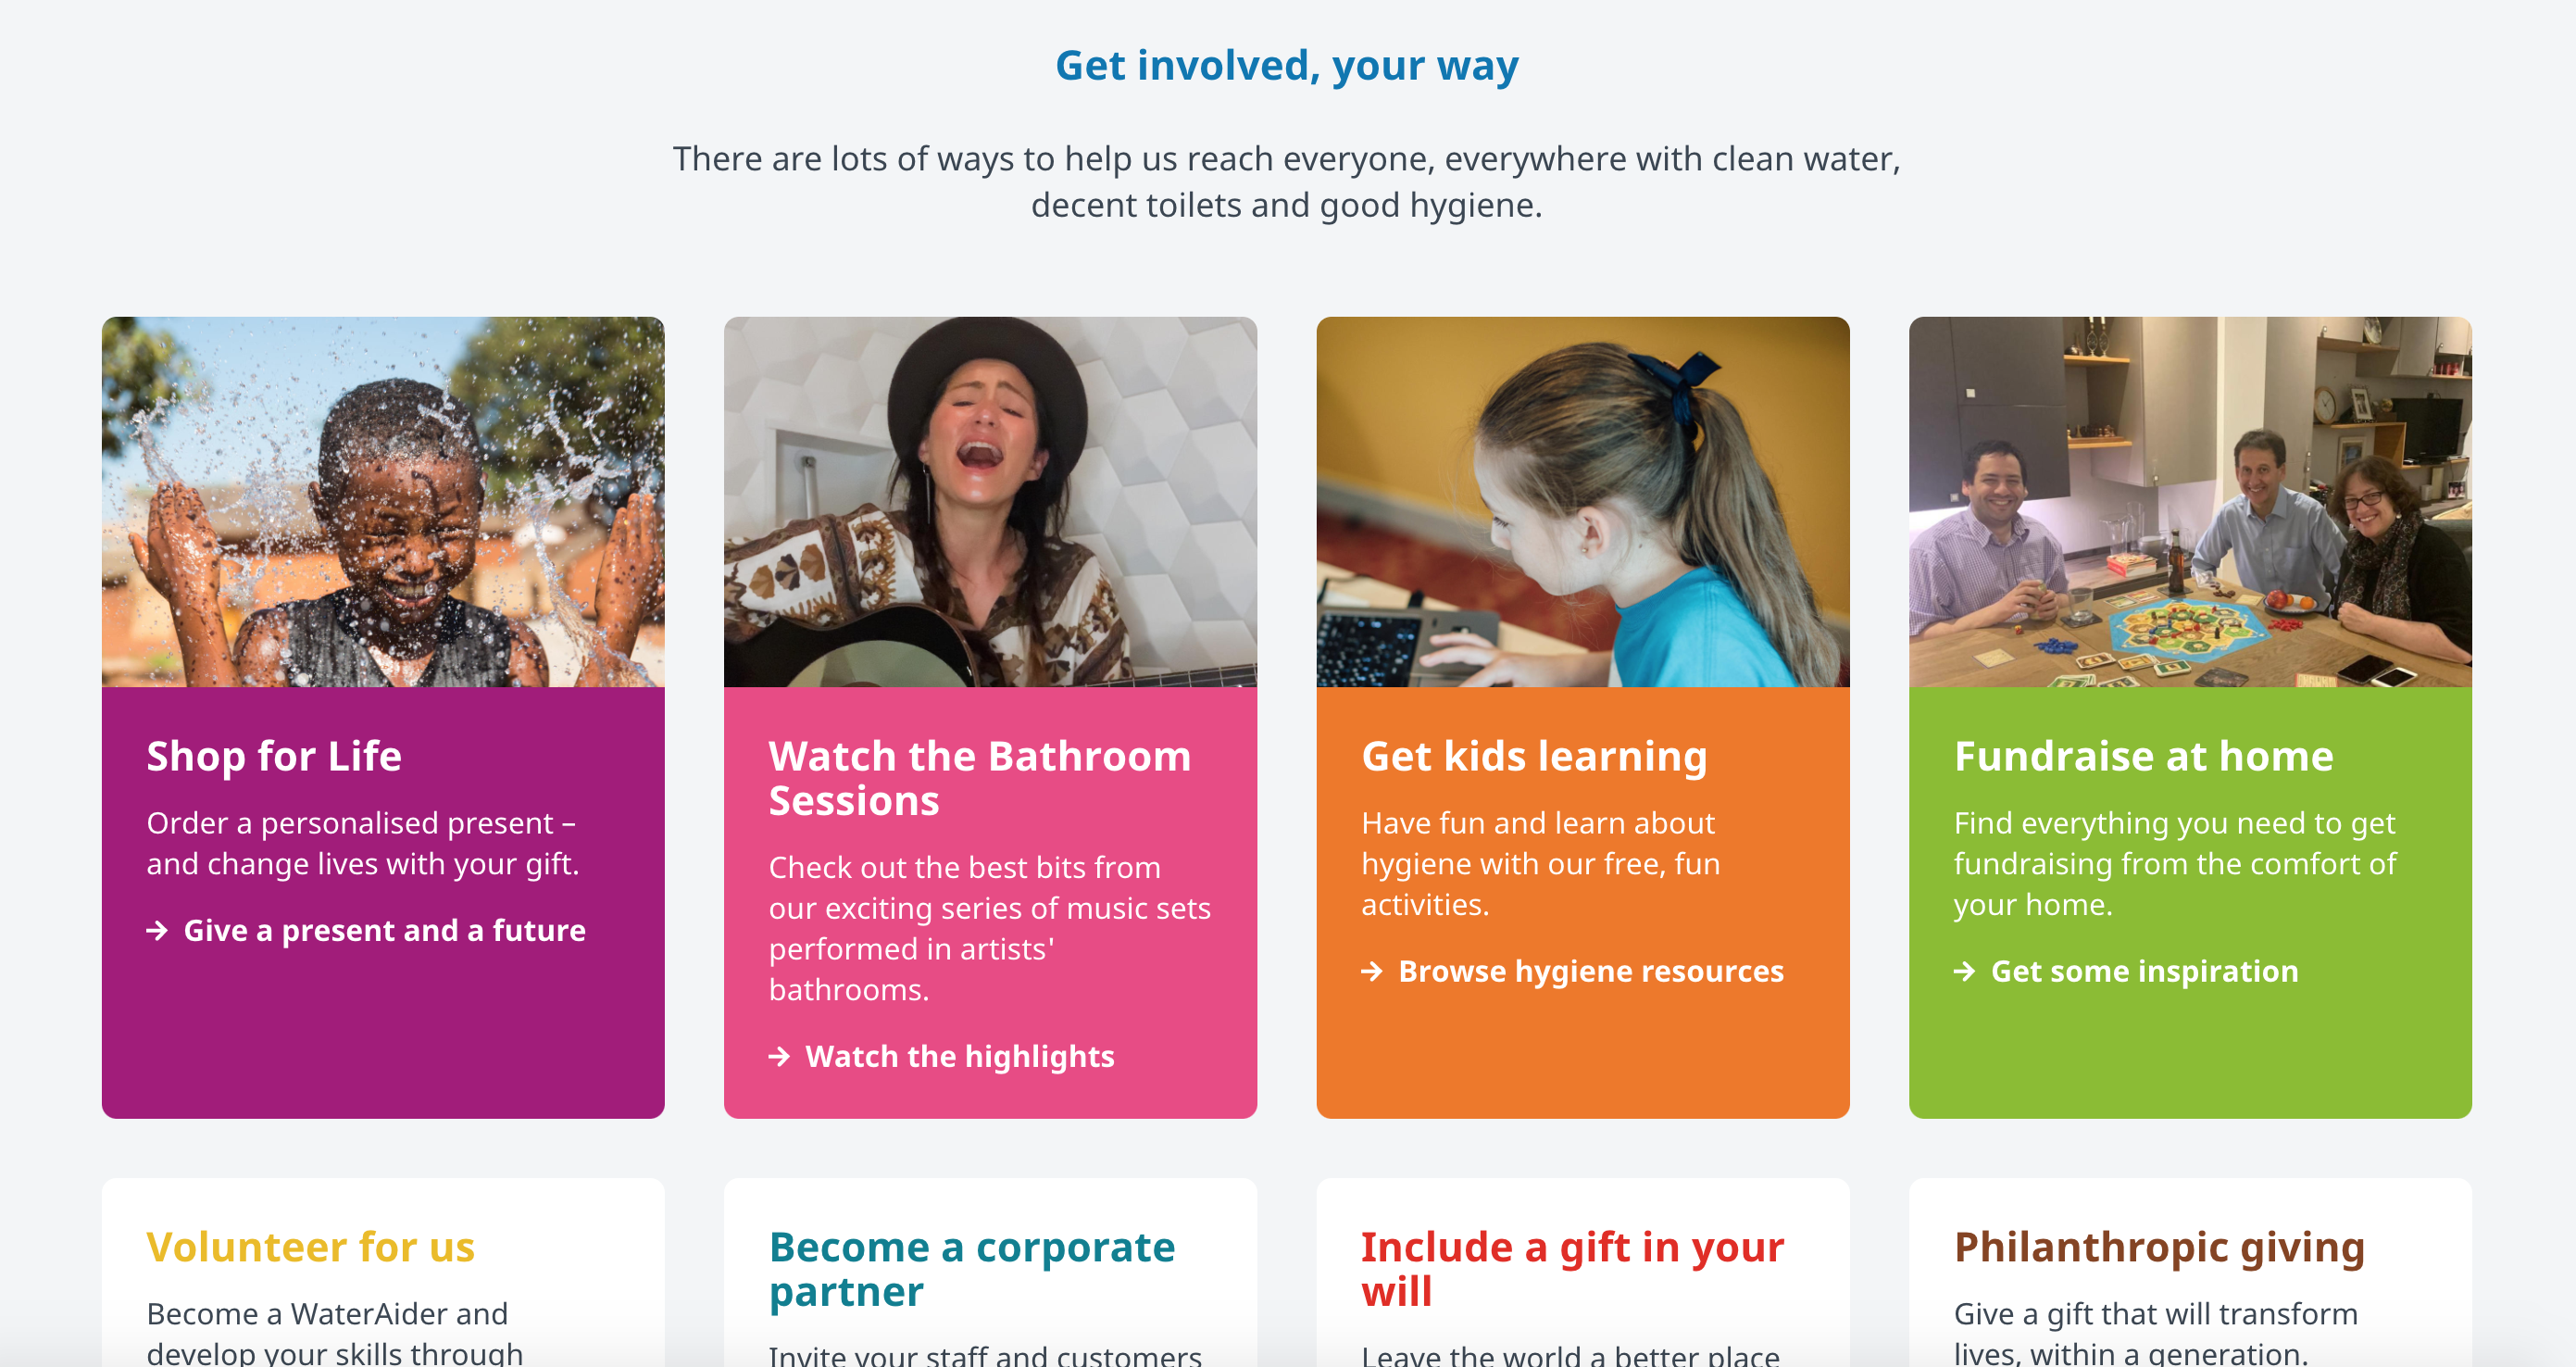 Get involved, your way
There are lots of ways to help us reach everyone, everywhere with clean water,
decent toilets and good hygiene.
Shop for Life
Order a personalised present –
and change lives with your gift.
→ Give a present and a future
Watch the Bathroom
Sessions
Check out the best bits from
our exciting series of music sets
performed in artists'
bathrooms.
→ Watch the highlights
Get kids learning
Have fun and learn about
hygiene with our free, fun
activities.
→ Browse hygiene resources
Fundraise at home
Find everything you need to get
fundraising from the comfort of
your home.
→ Get some inspiration
Volunteer for us
Become a WaterAider and
develop your skills through
Become a corporate
partner
Invite your staff and customers
Include a gift in your
will
Leave the world a better place
Philanthropic giving
Give a gift that will transform
lives, within a generation.